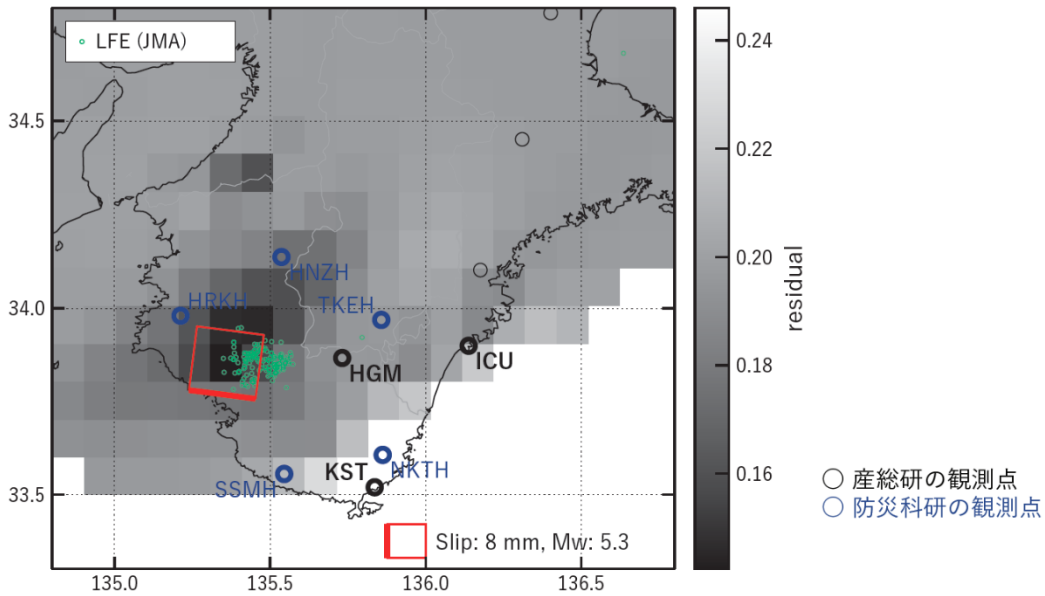 LFE (JMA)
0.24
34.5
0.22
HNZH
0.20
HRKH
34.0
TKEH
residual
ICU
HGM
0.18
KST
NKTH
0.16
SSMH
33.5
産総研の観測点
防災科研の観測点
Slip: 8 mm, Mw: 5.3
135.0
135.5
136.0
136.5